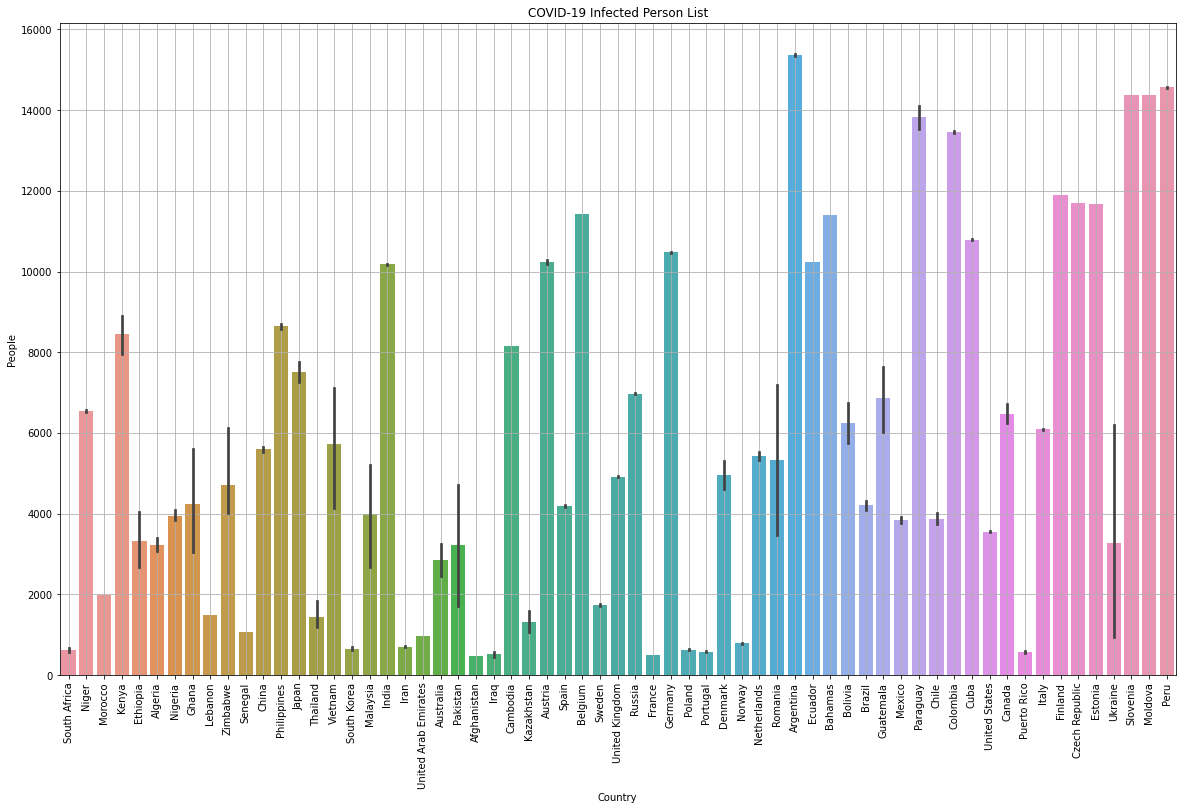 COVID-19 Infected Person List
People
16000
14000
12000
10000
8000
6000
4000
2000
0
South Africa
Niger
Morocco
Kenya
Ethiopia
Algeria
Nigeria
Ghana
Lebanon
Zimbabwe
Senegal
China
Philippines
Japan
Thailand
Vietnam
South Korea
Malaysia
India
Iran
United Arab Emirates
Australia
Pakistan
Afghanistan
Iraq
Cambodia
Kazakhstan
Austria
Spain
Belgium
Sweden
United Kingdom
Russia
France
Germany
Poland
Portugal
Denmark
Norway
Netherlands
Romania
Argentina
Ecuador
Bahamas
Bolivia
Brazil
Guatemala
Mexico
Paraguay
Chile
Colombia
Cuba
United States
Canada
Puerto Rico
Italy
Finland
Czech Republic
Estonia
Ukraine
Slovenia
Moldova
Peru
Country